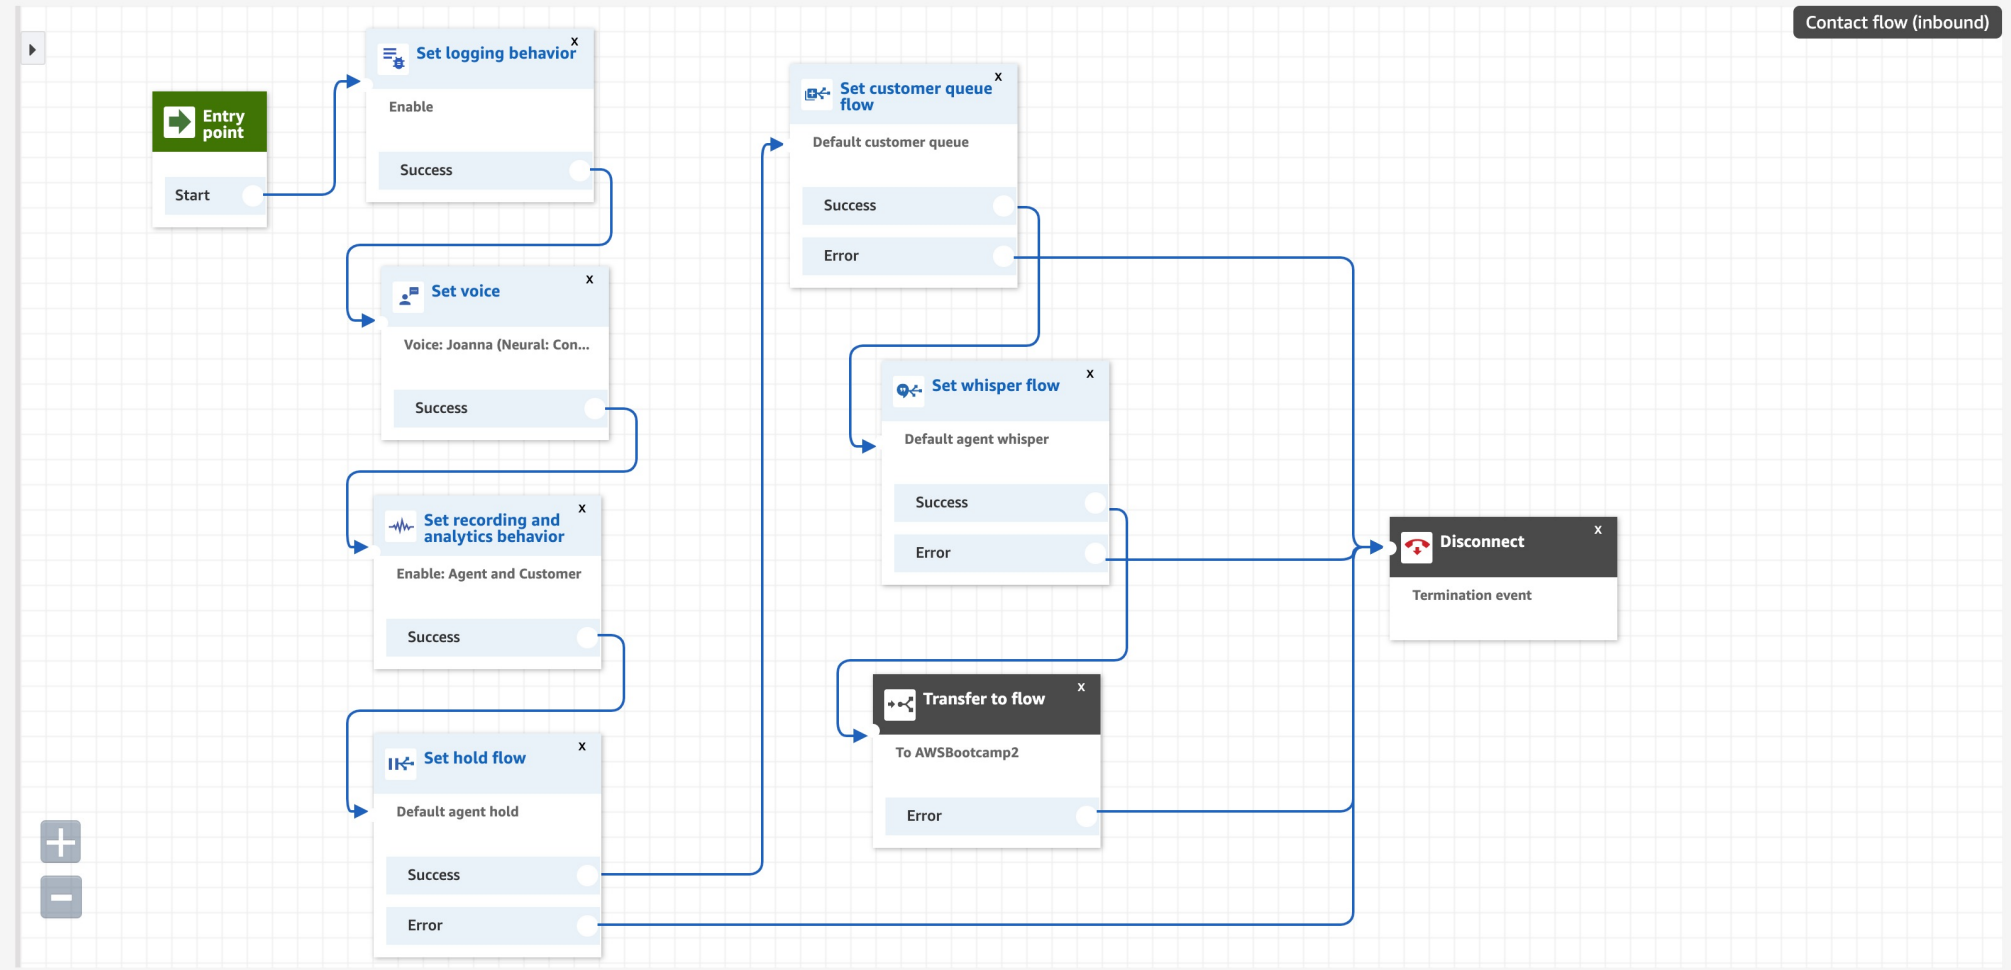 Contact flow (inbound)
Entry
point
Start
Set logging behavior
x
Enable
Success
Set voice
x
Voice: Joanna (Neural: Con...
Success
Set recording and
analytics behavior
x
Enable: Agent and Customer
Success
Set hold flow
x
Default agent hold
Success
Error
Set customer queue
flow
x
Default customer queue
Success
Error
Set whisper flow
x
Default agent whisper
Success
Error
Transfer to flow
x
To AWSBootcamp2
Error
Disconnect
x
Termination event